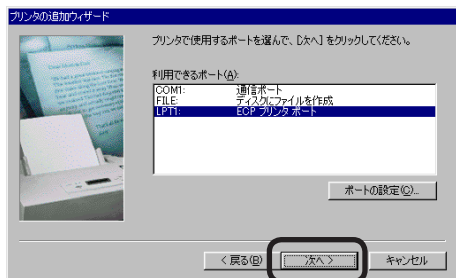 プリンタの追加ウィザード
プリンタで使用するポートを選んで、[次へ] をクリックしてください。
利用できるポート(A):
COM1: 通信ポート
FILE: ディスクにファイルを作成
LPT1: ECP プリンタ ポート
ポートの設定(C)...
< 戻る(B) 次へ > キャンセル